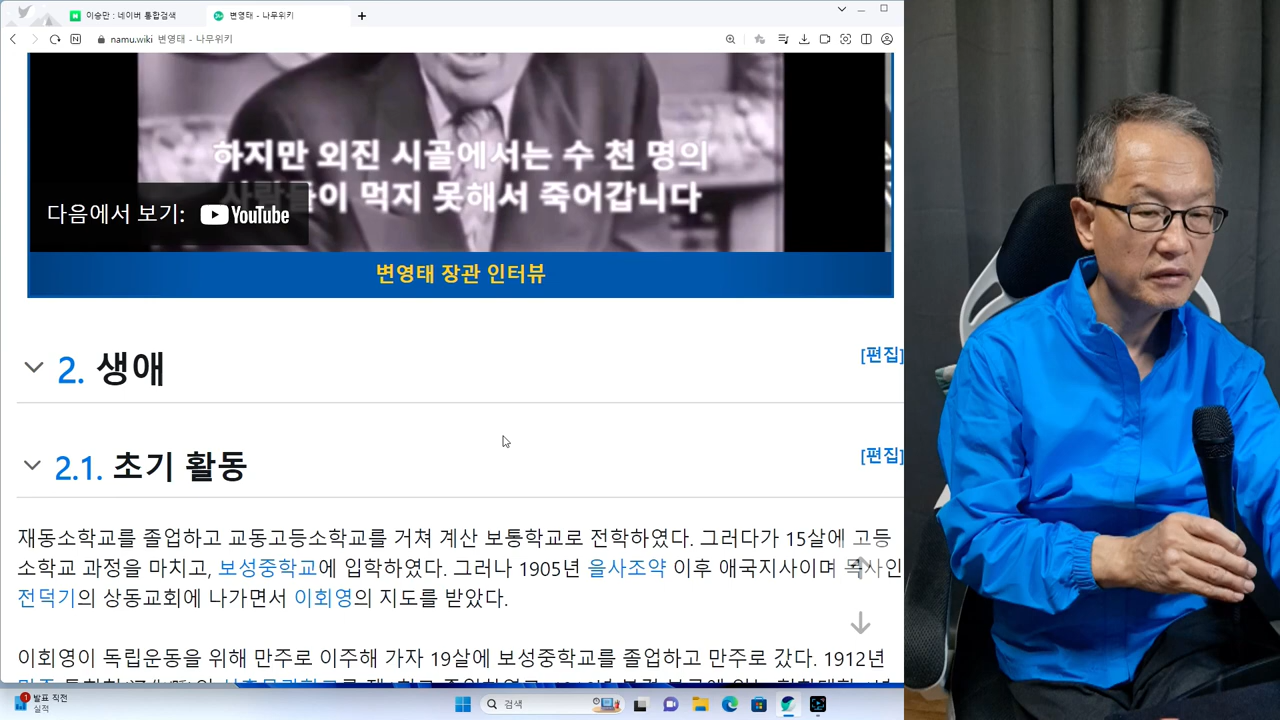 이승만 : 네이버 통합검색
변영태 - 나무위키
namu.wiki 변영태 - 나무위키
하지만 외진 시골에서는 수 천 명의
이 먹지 못해서 죽어갑니다
다음에서 보기: YouTube
변영태 장관 인터뷰
2. 생애
[편집]
2.1. 초기 활동
[편집]
재동소학교를 졸업하고 교동고등소학교를 거쳐 계산 보통학교로 전학하였다. 그러다가 15살에 고등
소학교 과정을 마치고, 보성중학교에 입학하였다. 그러나 1905년 을사조약 이후 애국지사이며 목사인
전덕기의 상동교회에 나가면서 이회영의 지도를 받았다.
이회영이 독립운동을 위해 만주로 이주해 가자 19살에 보성중학교를 졸업하고 만주로 갔다. 1912년
1
발표 직전
실적
검색